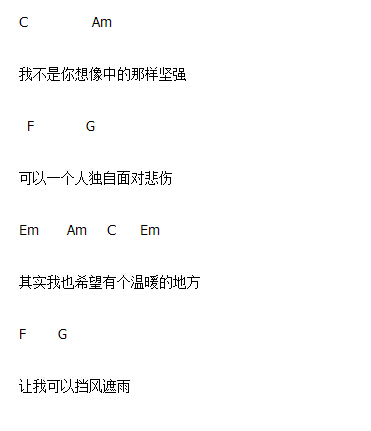 C Am
我不是你想像中的那样坚强
F G
可以一个人独自面对悲伤
Em Am C Em
其实我也希望有个温暖的地方
F G
让我可以挡风遮雨